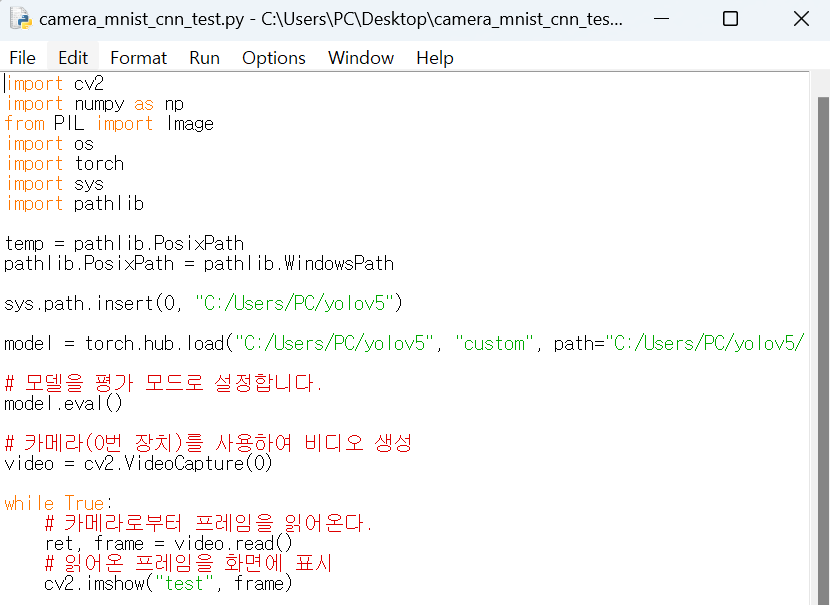 camera_mnist_cnn_test.py - C:\Users\PC\Desktop\camera_mnist_cnn_tes...
File Edit Format Run Options Window Help
import cv2
import numpy as np
from PIL import Image
import os
import torch
import sys
import pathlib
temp = pathlib.PosixPath
pathlib.PosixPath = pathlib.WindowsPath
sys.path.insert(0, "C:/Users/PC/yolov5")
model = torch.hub.load("C:/Users/PC/yolov5", "custom", path="C:/Users/PC/yolov5/
# 모델을 평가 모드로 설정합니다.
model.eval()
# 카메라(0번 장치)를 사용하여 비디오 생성
video = cv2.VideoCapture(0)
while True:
    # 카메라로부터 프레임을 읽어온다.
    ret, frame = video.read()
    # 읽어온 프레임을 화면에 표시
    cv2.imshow("test", frame)